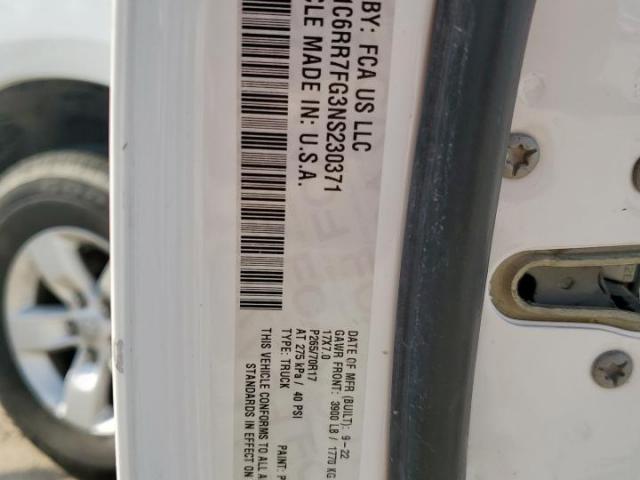 BY: FCA US LLC
1C6RR7FG3NS230371
CLE MADE IN: U.S.A.
DATE OF MFR (BUILT): 9-22
GAWR FRONT: 3900 LB / 1770 KG
17X7.0
P265/70R17
AT 275 kPa / 40 PSI
TYPE: TRUCK
THIS VEHICLE CONFORMS TO ALL A
STANDARDS IN EFFECT ON
PAINT: P